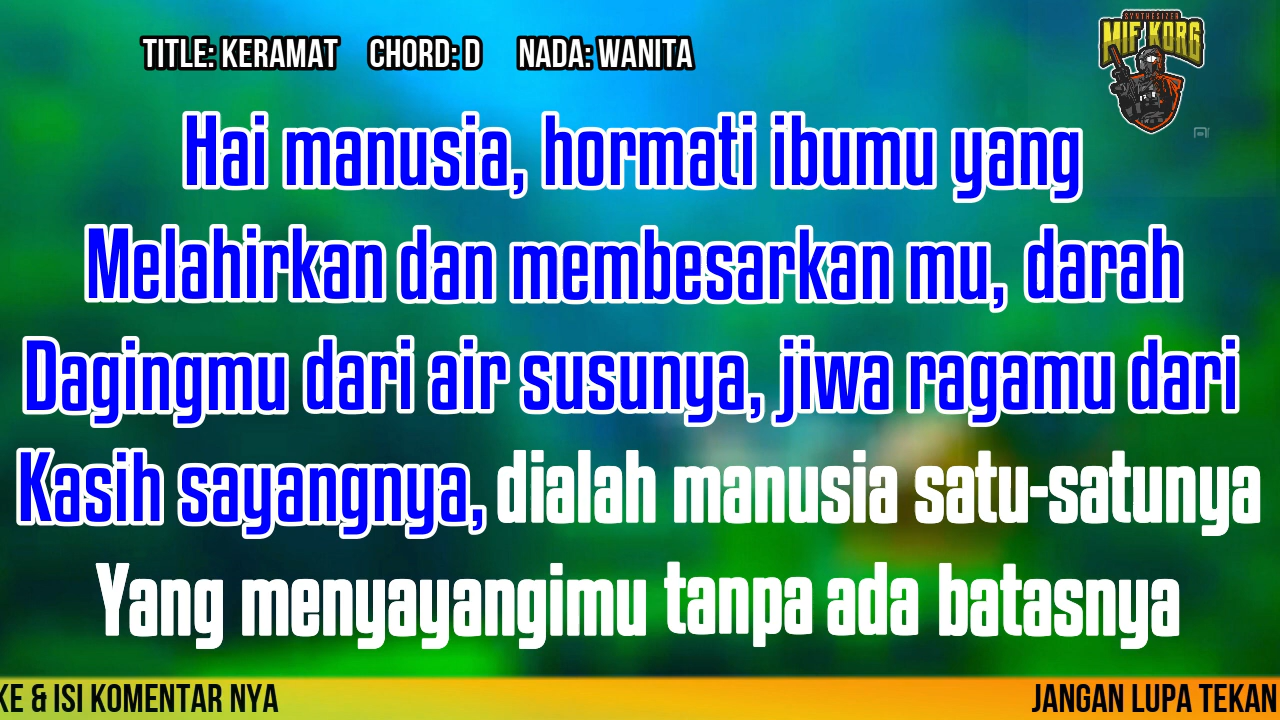 TITLE: KERAMAT CHORD: D NADA: WANITA
SYNTHESIZER
MIF KORG
Hai manusia, hormati ibumu yang
Melahirkan dan membesarkan mu, darah
Dagingmu dari air susunya, jiwa ragamu dari
Kasih sayangnya, dialah manusia satu-satunya
Yang menyayangimu tanpa ada batasnya
KE & ISI KOMENTAR NYA JANGAN LUPA TEKAN